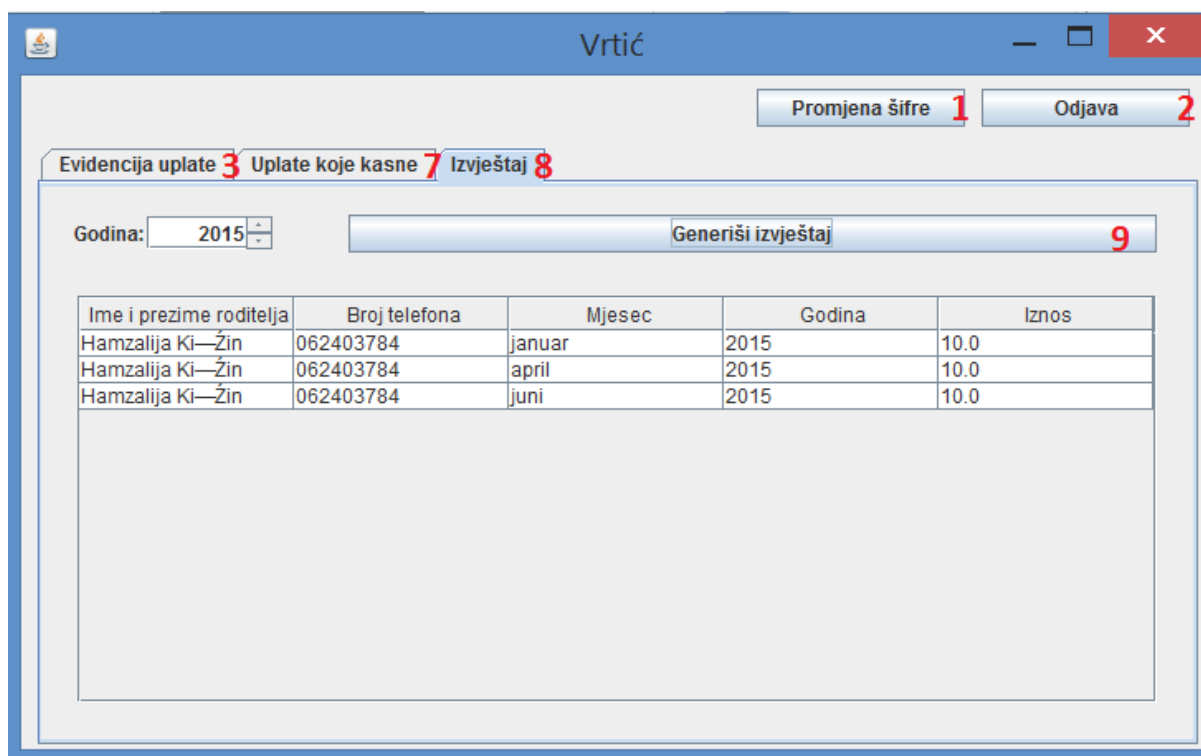 Vrtić
Promjena šifre 1 Odjava 2
Evidencija uplate 3 Uplate koje kasne 7 Izvještaj 8
Godina: 2015 Generiši izvještaj 9
Ime i prezime roditelja Broj telefona Mjesec Godina Iznos
Hamzalija Ki—Źin 062403784 januar 2015 10.0
Hamzalija Ki—Źin 062403784 april 2015 10.0
Hamzalija Ki—Źin 062403784 juni 2015 10.0